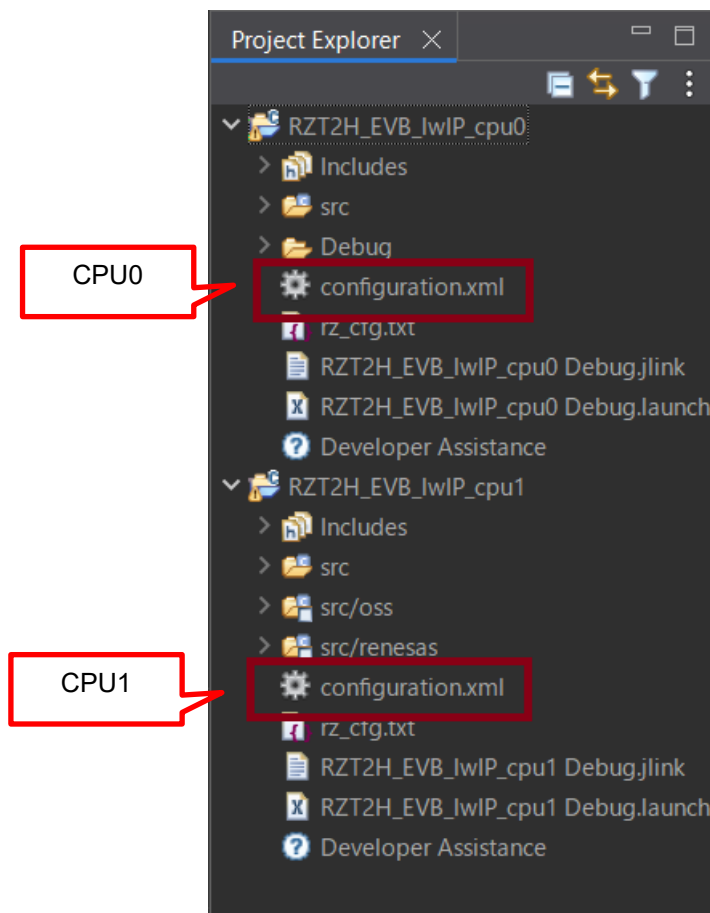 Project Explorer
RZT2H_EVB_lwIP_cpu0
Includes
src
Debug
CPU0
configuration.xml
rz_cfg.txt
RZT2H_EVB_lwIP_cpu0 Debug.jlink
RZT2H_EVB_lwIP_cpu0 Debug.launch
Developer Assistance
RZT2H_EVB_lwIP_cpu1
Includes
src
src/oss
src/renesas
CPU1
configuration.xml
rz_cfg.txt
RZT2H_EVB_lwIP_cpu1 Debug.jlink
RZT2H_EVB_lwIP_cpu1 Debug.launch
Developer Assistance